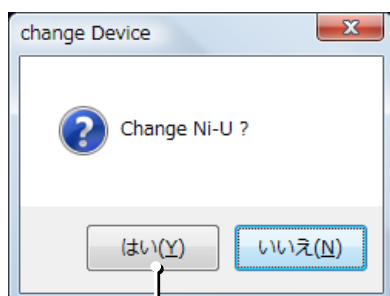 change Device
Change Ni-U ?
はい(Y)
いいえ(N)